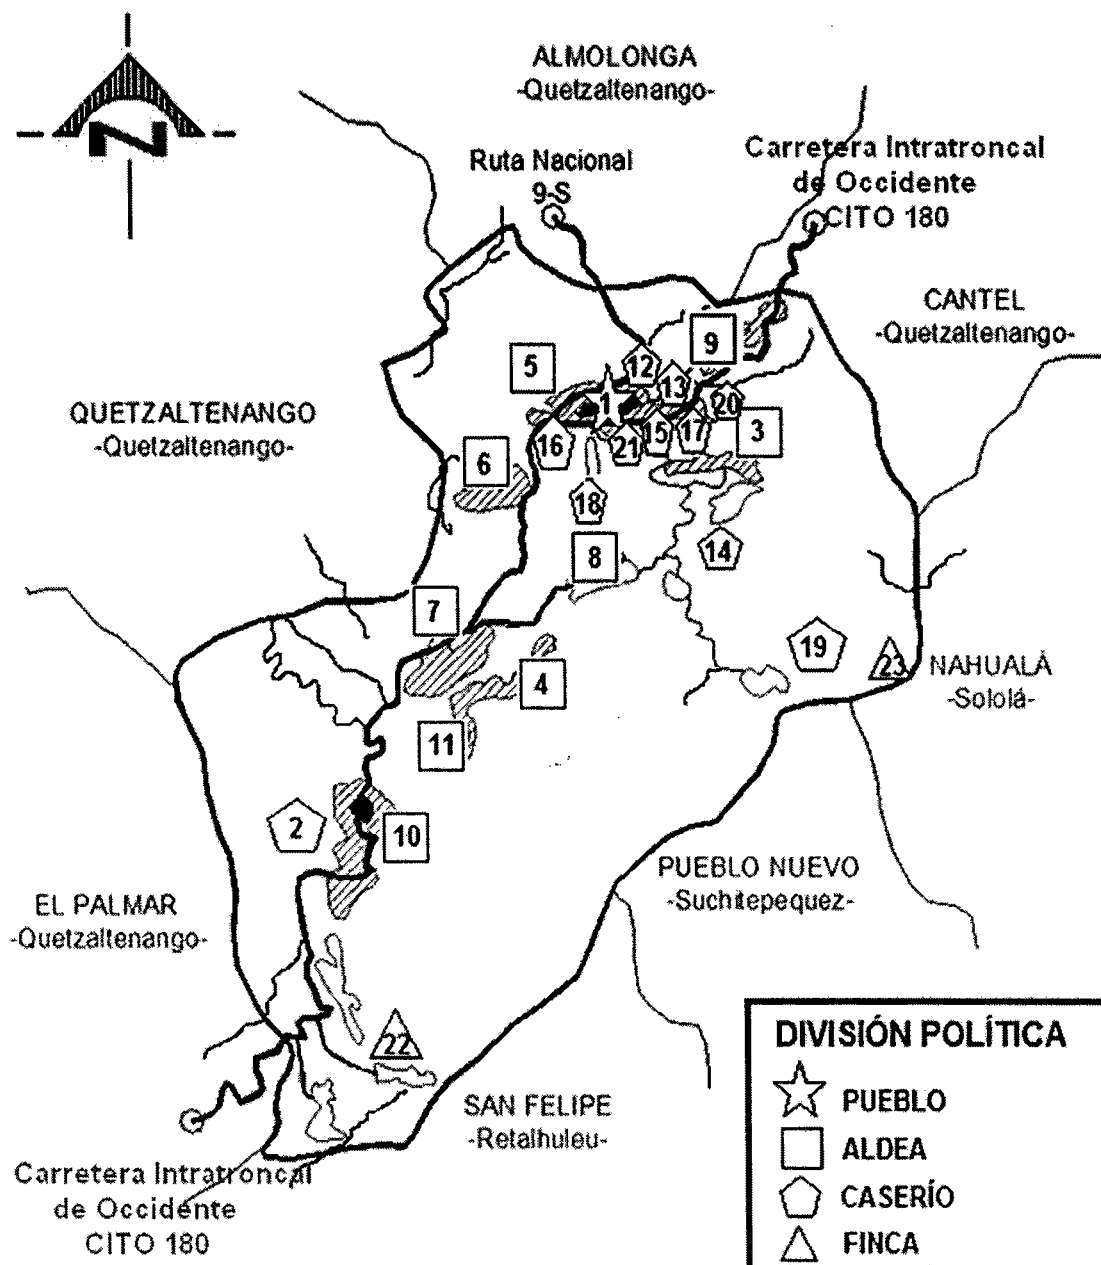 ALMOLONGA
-Quetzaltenango-
Ruta Nacional
9-S
Carretera Intratroncal
de Occidente
CITO 180
N
CANTEL
-Quetzaltenango-
QUETZALTENANGO
-Quetzaltenango-
9
5
12
13
1
20
16
21
15
17
3
6
18
14
8
7
19
23
NAHUALÁ
-Sololá-
4
11
2
10
PUEBLO NUEVO
-Suchitepequez-
EL PALMAR
-Quetzaltenango-
22
SAN FELIPE
-Retalhuleu-
Carretera Intratroncal
de Occidente
CITO 180
DIVISIÓN POLÍTICA
PUEBLO
ALDEA
CASERÍO
FINCA